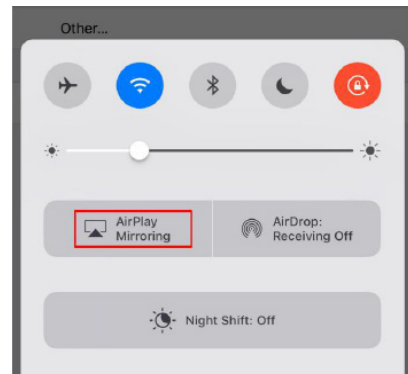 Other...
AirPlay
Mirroring
AirDrop:
Receiving Off
Night Shift: Off